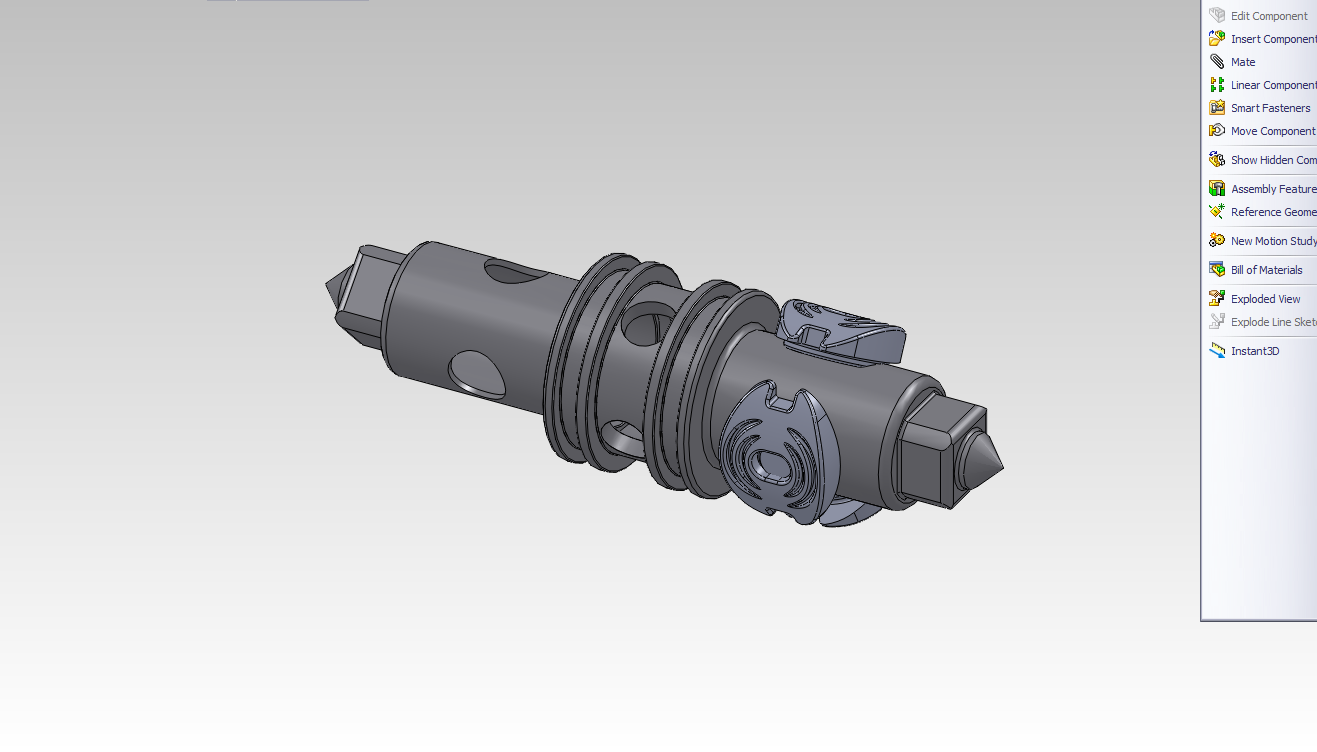 Edit Component
Insert Component
Mate
Linear Component
Smart Fasteners
Move Component
Show Hidden Com
Assembly Feature
Reference Geome
New Motion Study
Bill of Materials
Exploded View
Explode Line Sket
Instant3D